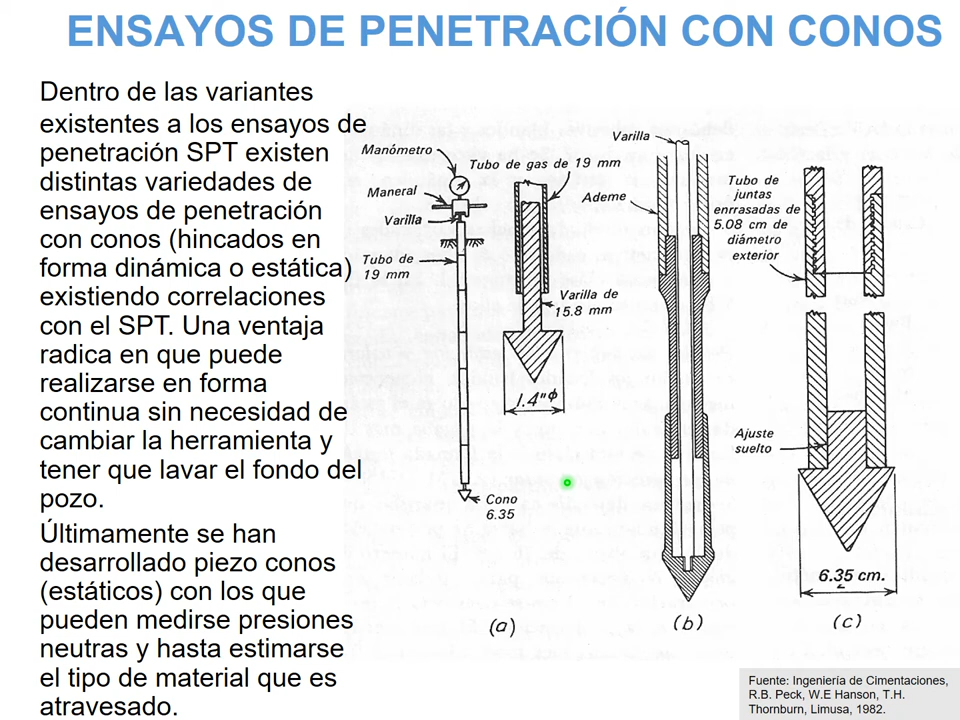 ENSAYOS DE PENETRACIÓN CON CONOS
Dentro de las variantes
existentes a los ensayos de
penetración SPT existen
distintas variedades de
ensayos de penetración
con conos (hincados en
forma dinámica o estática)
existiendo correlaciones
con el SPT. Una ventaja
radica en que puede
realizarse en forma
continua sin necesidad de
cambiar la herramienta y
tener que lavar el fondo del
pozo.
Últimamente se han
desarrollado piezo conos
(estáticos) con los que
pueden medirse presiones
neutras y hasta estimarse
el tipo de material que es
atravesado.
Manómetro
Maneral
Varilla
Tubo de
19 mm
Cono
6.35
Tubo de gas de 19 mm
Varilla de
15.8 mm
1.4"φ
(a)
Varilla
Ademe
(b)
Tubo de
juntas
enrrasadas de
5.08 cm de
diámetro
exterior
Ajuste
suelto
6.35 cm.
(c)
Fuente: Ingeniería de Cimentaciones,
R.B. Peck, W.E Hanson, T.H.
Thornburn, Limusa, 1982.